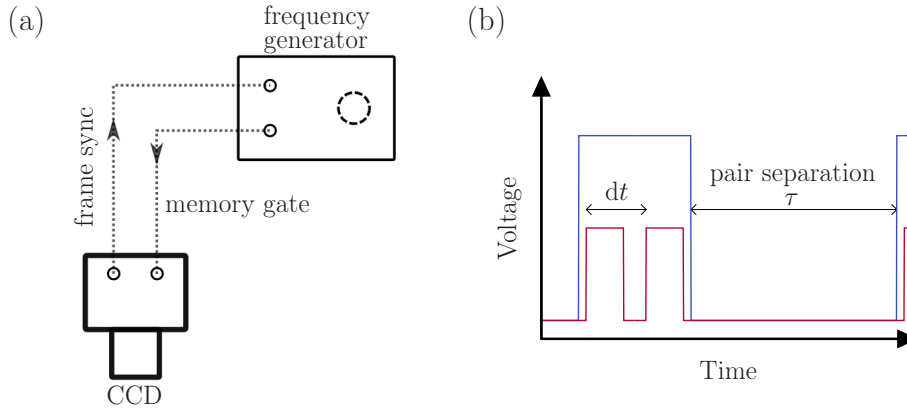 (a)
frequency
generator
frame sync
memory gate
CCD
(b)
Voltage
dt
pair separation
τ
Time